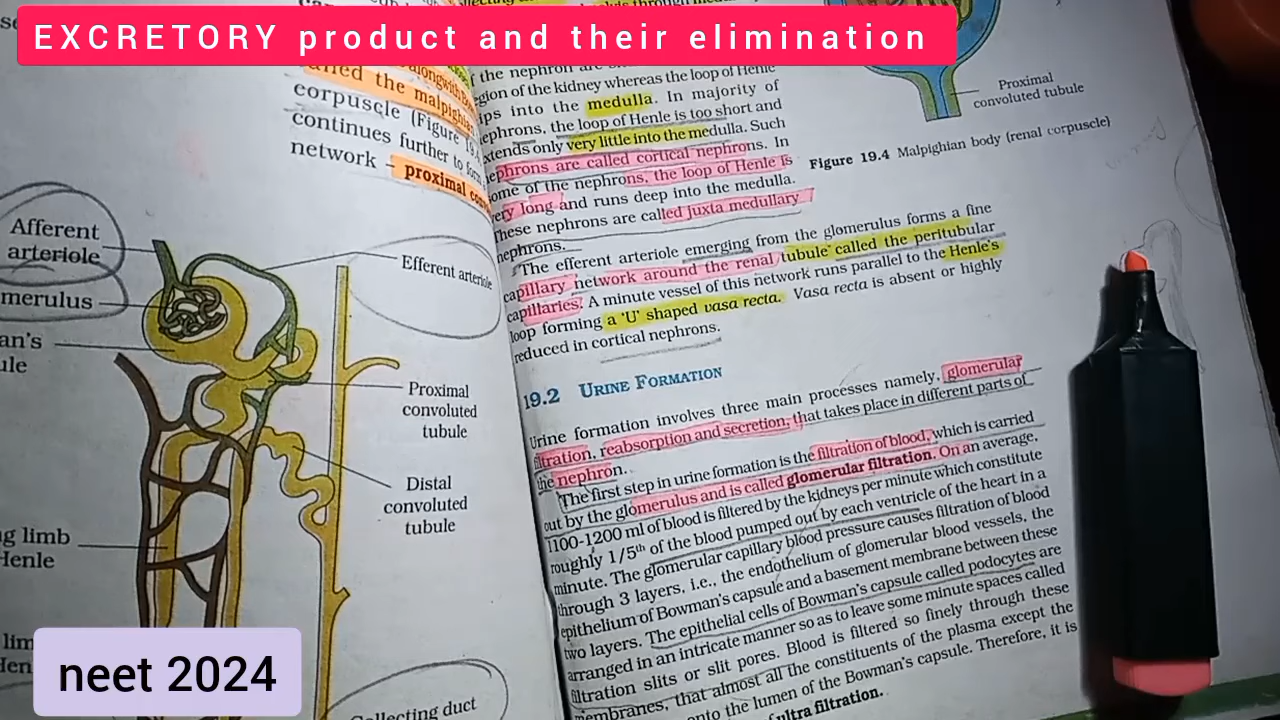 EXCRETORY product and their elimination
called the malpighian
corpuscle (Figure 19.4)
continues further to form
network – proximal
Afferent
arteriole
Efferent arteriole
merulus
an's
ule
Proximal
convoluted
tubule
Distal
convoluted
tubule
g limb
Henle
lim
Hen
Collecting duct
neet 2024
the nephron are
gion of the kidney whereas the loop of Henle
ips into the medulla. In majority of
ephrons, the loop of Henle is too short and
xtends only very little into the medulla. Such
ephrons are called cortical nephrons. In
ome of the nephrons, the loop of Henle is
ery long and runs deep into the medulla.
These nephrons are called juxta medullary
nephrons.
The efferent arteriole emerging from the glomerulus forms a fine
capillary network around the renal tubule called the peritubular
capillaries. A minute vessel of this network runs parallel to the Henle's
loop forming a 'U' shaped vasa recta. Vasa recta is absent or highly
reduced in cortical nephrons.
Proximal
convoluted tubule
Figure 19.4 Malpighian body (renal corpuscle)
19.2 URINE FORMATION
Urine formation involves three main processes namely, glomerular
filtration, reabsorption and secretion, that takes place in different parts of
the nephron.
The first step in urine formation is the filtration of blood, which is carried
out by the glomerulus and is called glomerular filtration. On an average,
1100-1200 ml of blood is filtered by the kidneys per minute which constitute
roughly 1/5th of the blood pumped out by each ventricle of the heart in a
minute. The glomerular capillary blood pressure causes filtration of blood
through 3 layers, i.e., the endothelium of glomerular blood vessels, the
epithelium of Bowman's capsule and a basement membrane between these
two layers. The epithelial cells of Bowman's capsule called podocytes are
arranged in an intricate manner so as to leave some minute spaces called
filtration slits or slit pores. Blood is filtered so finely through these
membranes, that almost all the constituents of the plasma except the
onto the lumen of the Bowman's capsule. Therefore, it is
ultra filtration.